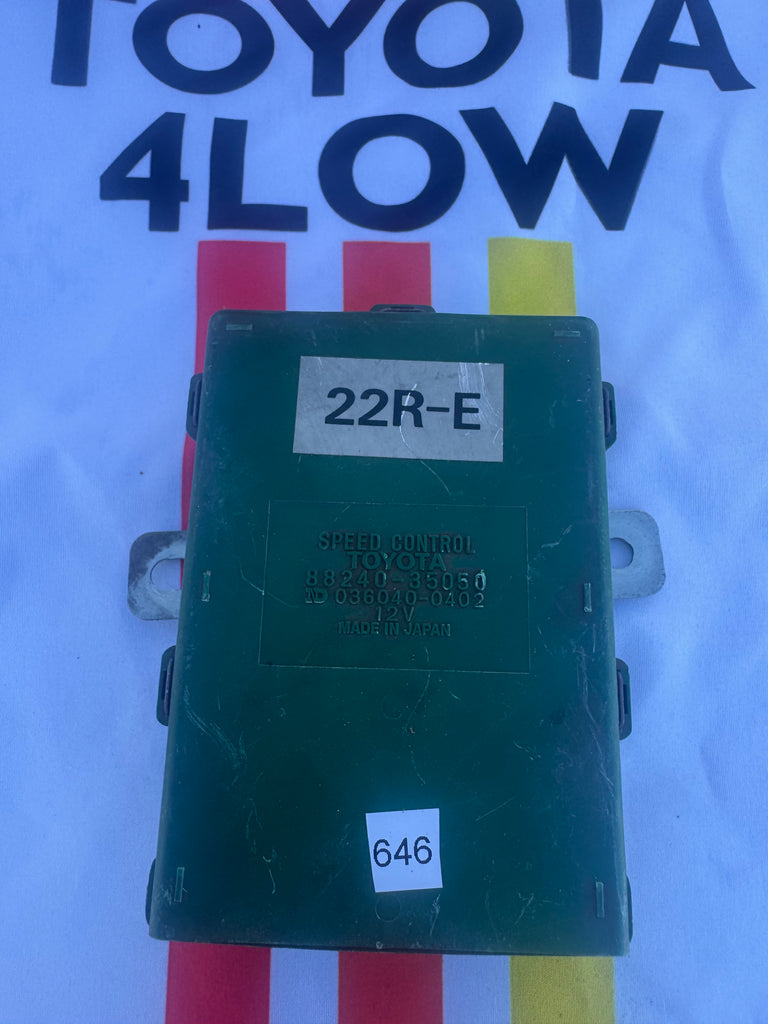 TOYOTA
4LOW
22R-E
SPEED CONTROL
TOYOTA
88240-35050
ND 036040-0402
12V
MADE IN JAPAN
646